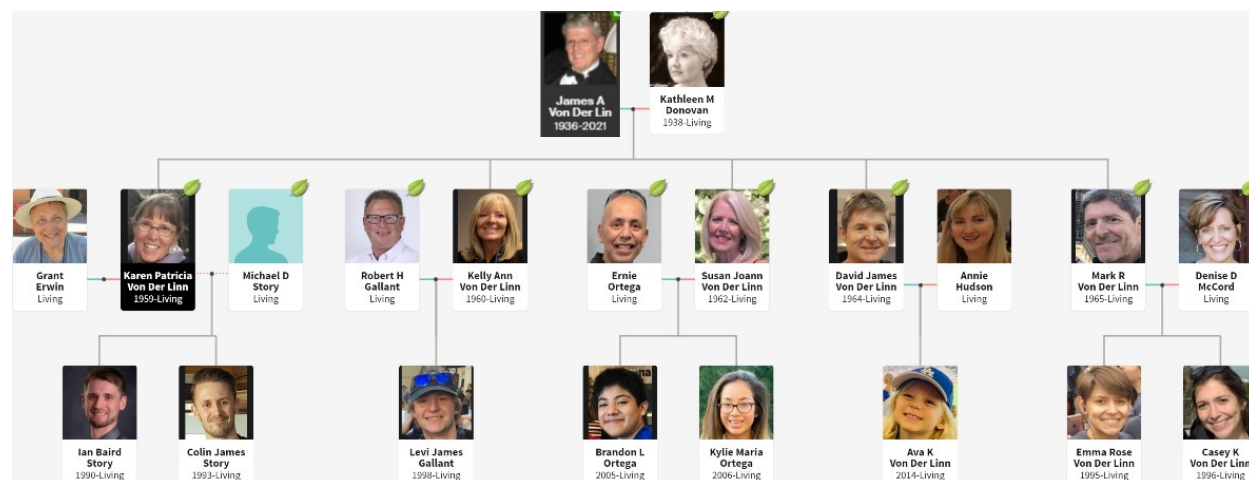 James A
Von Der Lin
1936-2021
Kathleen M
Donovan
1938-Living
Grant
Erwin
Living
Karen Patricia
Von Der Linn
1959-Living
Michael D
Story
Living
Robert H
Gallant
Living
Kelly Ann
Von Der Linn
1960-Living
Ernie
Ortega
Living
Susan Joann
Von Der Linn
1962-Living
David James
Von Der Linn
1964-Living
Annie
Hudson
Living
Mark R
Von Der Linn
1965-Living
Denise D
McCord
Living
Ian Baird
Story
1990-Living
Colin James
Story
1993-Living
Levi James
Gallant
1998-Living
Brandon L
Ortega
2005-Living
Kylie Maria
Ortega
2006-Living
Ava K
Von Der Linn
2014-Living
Emma Rose
Von Der Linn
1995-Living
Casey K
Von Der Linn
1996-Living